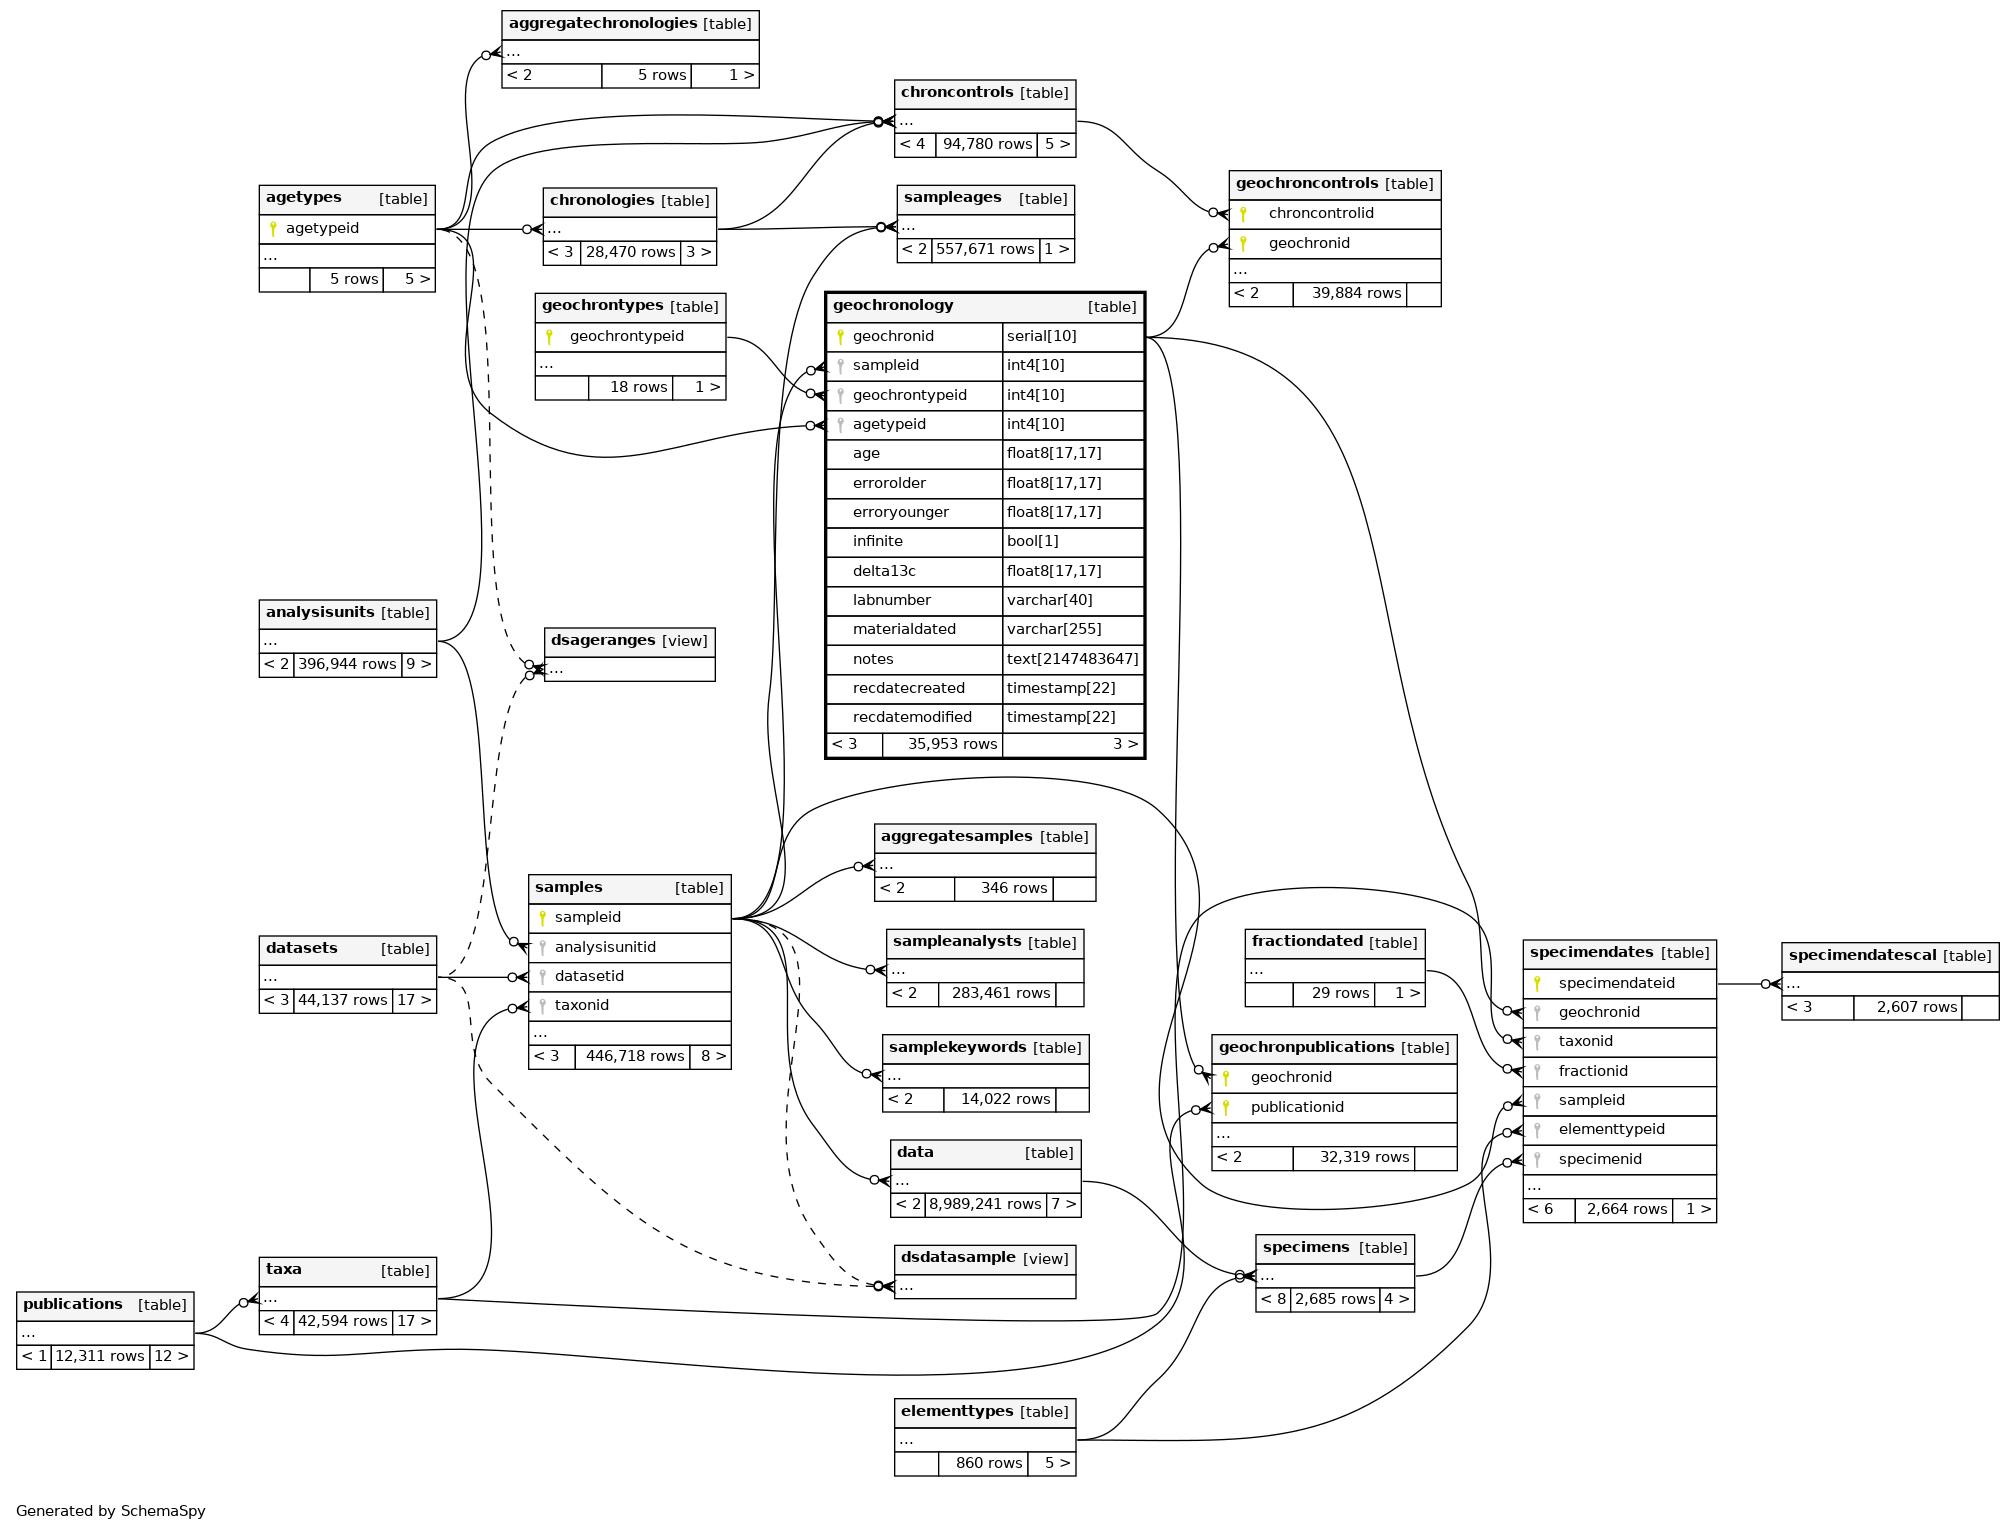 aggregatechronologies [table]
...
< 2 5 rows 1 >
chroncontrols [table]
...
< 4 94,780 rows 5 >
geochroncontrols [table]
chroncontrolid
geochronid
...
< 2 39,884 rows
agetypes [table]
agetypeid
...
5 rows 5 >
chronologies [table]
...
< 3 28,470 rows 3 >
sampleages [table]
...
< 2 557,671 rows 1 >
geochrontypes [table]
geochrontypeid
...
18 rows 1 >
geochronology [table]
geochronid serial[10]
sampleid int4[10]
geochrontypeid int4[10]
agetypeid int4[10]
age float8[17,17]
errorolder float8[17,17]
erroryounger float8[17,17]
infinite bool[1]
delta13c float8[17,17]
labnumber varchar[40]
materialdated varchar[255]
notes text[2147483647]
recdatecreated timestamp[22]
recdatemodified timestamp[22]
< 3 35,953 rows 3 >
analysisunits [table]
...
< 2 396,944 rows 9 >
dsageranges [view]
...
aggregatesamples [table]
...
< 2 346 rows
samples [table]
sampleid
analysisunitid
datasetid
taxonid
...
< 3 446,718 rows 8 >
datasets [table]
...
< 3 44,137 rows 17 >
sampleanalysts [table]
...
< 2 283,461 rows
fractiondated [table]
...
29 rows 1 >
specimendates [table]
specimendateid
geochronid
taxonid
fractionid
sampleid
elementtypeid
specimenid
...
< 6 2,664 rows 1 >
specimendatescal [table]
...
< 3 2,607 rows
samplekeywords [table]
...
< 2 14,022 rows
geochronpublications [table]
geochronid
publicationid
...
< 2 32,319 rows
data [table]
...
< 2 8,989,241 rows 7 >
dsdatasample [view]
...
specimens [table]
...
< 8 2,685 rows 4 >
taxa [table]
...
< 4 42,594 rows 17 >
publications [table]
...
< 1 12,311 rows 12 >
elementtypes [table]
...
860 rows 5 >
Generated by SchemaSpy